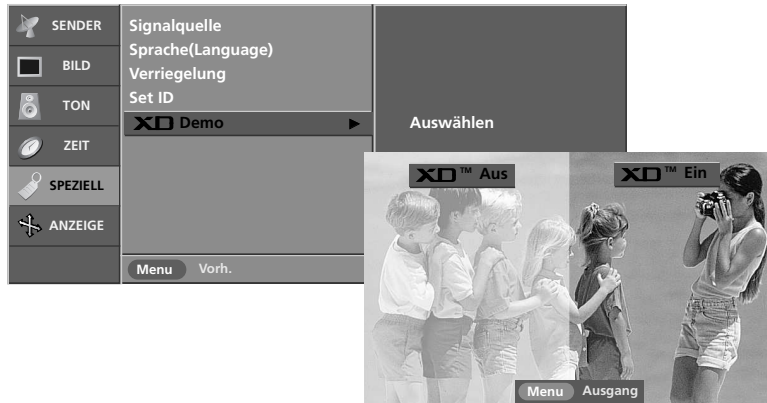 SENDER
BILD
TON
ZEIT
SPEZIELL
ANZEIGE
Signalquelle
Sprache(Language)
Verriegelung
Set ID
XD Demo ►
Auswählen
Menu Vorh.
XD™ Aus
XD™ Ein
Menu Ausgang